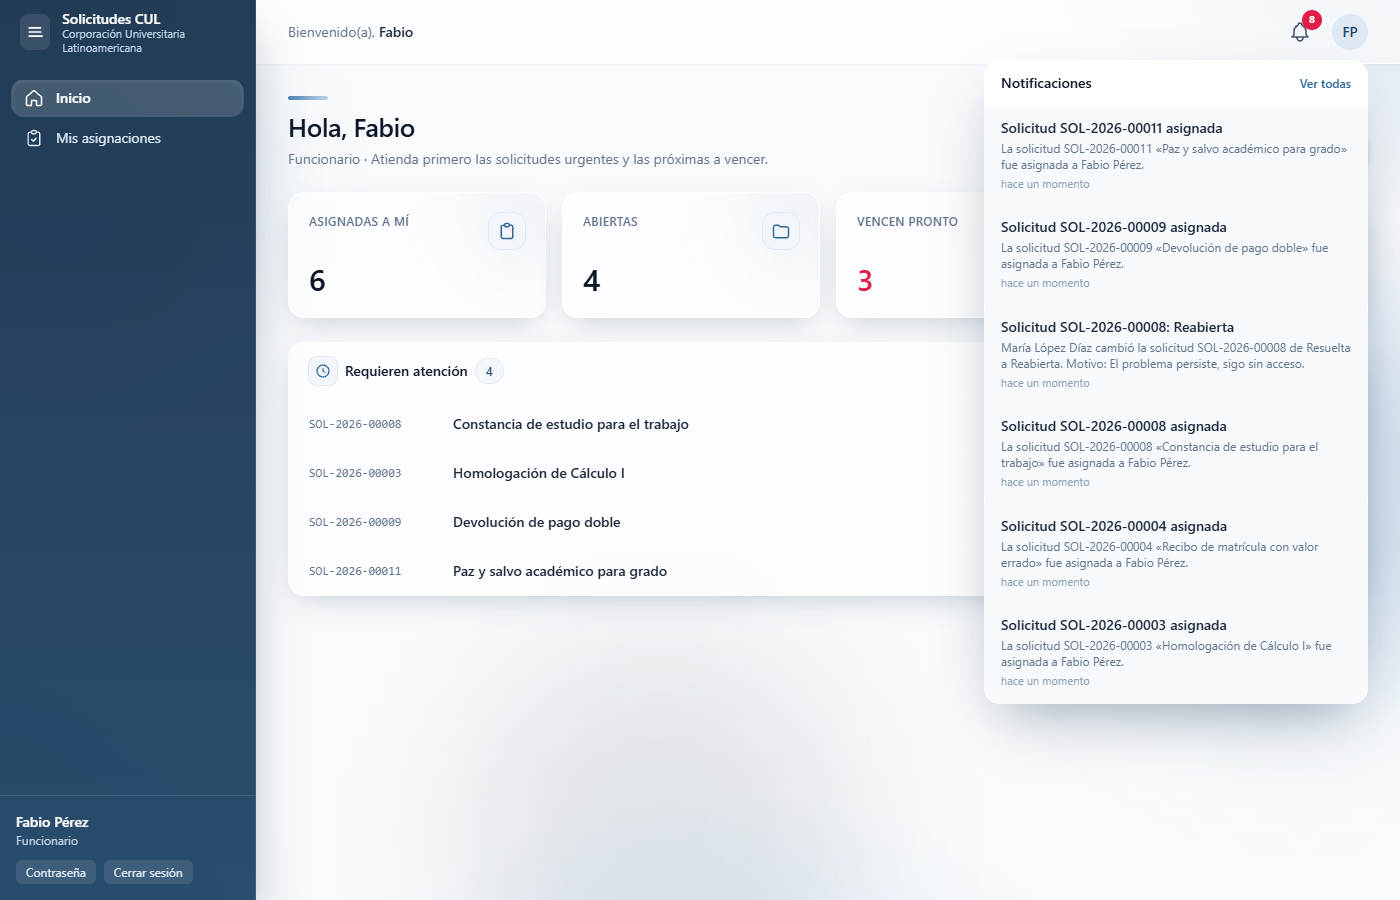 Solicitudes CUL
Corporación Universitaria
Latinoamericana
Inicio
Mis asignaciones
Fabio Pérez
Funcionario
Contraseña
Cerrar sesión
Bienvenido(a), Fabio
8
FP
Hola, Fabio
Funcionario · Atienda primero las solicitudes urgentes y las próximas a vencer.
ASIGNADAS A MÍ
6
ABIERTAS
4
VENCEN PRONTO
3
Requieren atención 4
SOL-2026-00008 Constancia de estudio para el trabajo
SOL-2026-00003 Homologación de Cálculo I
SOL-2026-00009 Devolución de pago doble
SOL-2026-00011 Paz y salvo académico para grado
Notificaciones Ver todas
Solicitud SOL-2026-00011 asignada
La solicitud SOL-2026-00011 «Paz y salvo académico para grado»
fue asignada a Fabio Pérez.
hace un momento
Solicitud SOL-2026-00009 asignada
La solicitud SOL-2026-00009 «Devolución de pago doble» fue
asignada a Fabio Pérez.
hace un momento
Solicitud SOL-2026-00008: Reabierta
María López Díaz cambió la solicitud SOL-2026-00008 de Resuelta
a Reabierta. Motivo: El problema persiste, sigo sin acceso.
hace un momento
Solicitud SOL-2026-00008 asignada
La solicitud SOL-2026-00008 «Constancia de estudio para el
trabajo» fue asignada a Fabio Pérez.
hace un momento
Solicitud SOL-2026-00004 asignada
La solicitud SOL-2026-00004 «Recibo de matrícula con valor
errado» fue asignada a Fabio Pérez.
hace un momento
Solicitud SOL-2026-00003 asignada
La solicitud SOL-2026-00003 «Homologación de Cálculo I» fue
asignada a Fabio Pérez.
hace un momento